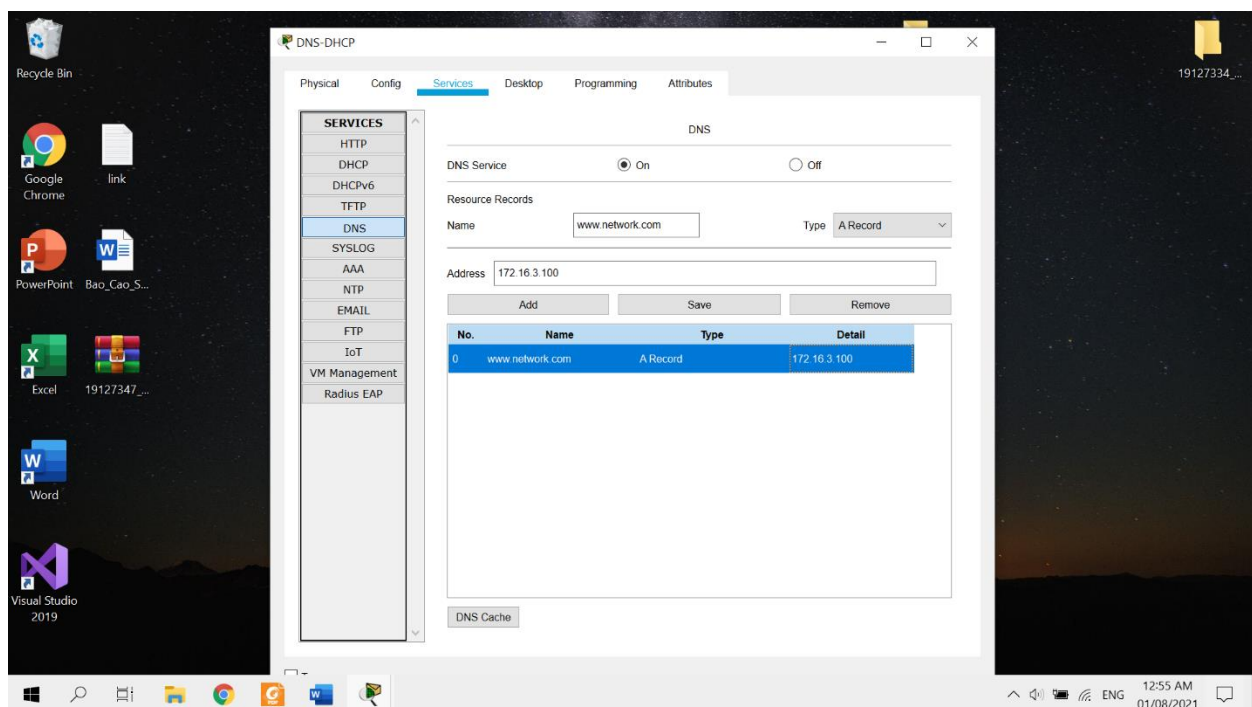 Recycle Bin
Google
Chrome
link
PowerPoint
Bao_Cao_S...
Excel
19127347_...
Word
Visual Studio
2019
19127334_...
DNS-DHCP
Physical
Config
Services
Desktop
Programming
Attributes
SERVICES
HTTP
DHCP
DHCPv6
TFTP
DNS
SYSLOG
AAA
NTP
EMAIL
FTP
IoT
VM Management
Radius EAP
DNS
DNS Service On Off
Resource Records
Name www.network.com Type A Record
Address 172.16.3.100
Add Save Remove
No. Name Type Detail
0 www.network.com A Record 172.16.3.100
DNS Cache
ENG
12:55 AM
01/08/2021